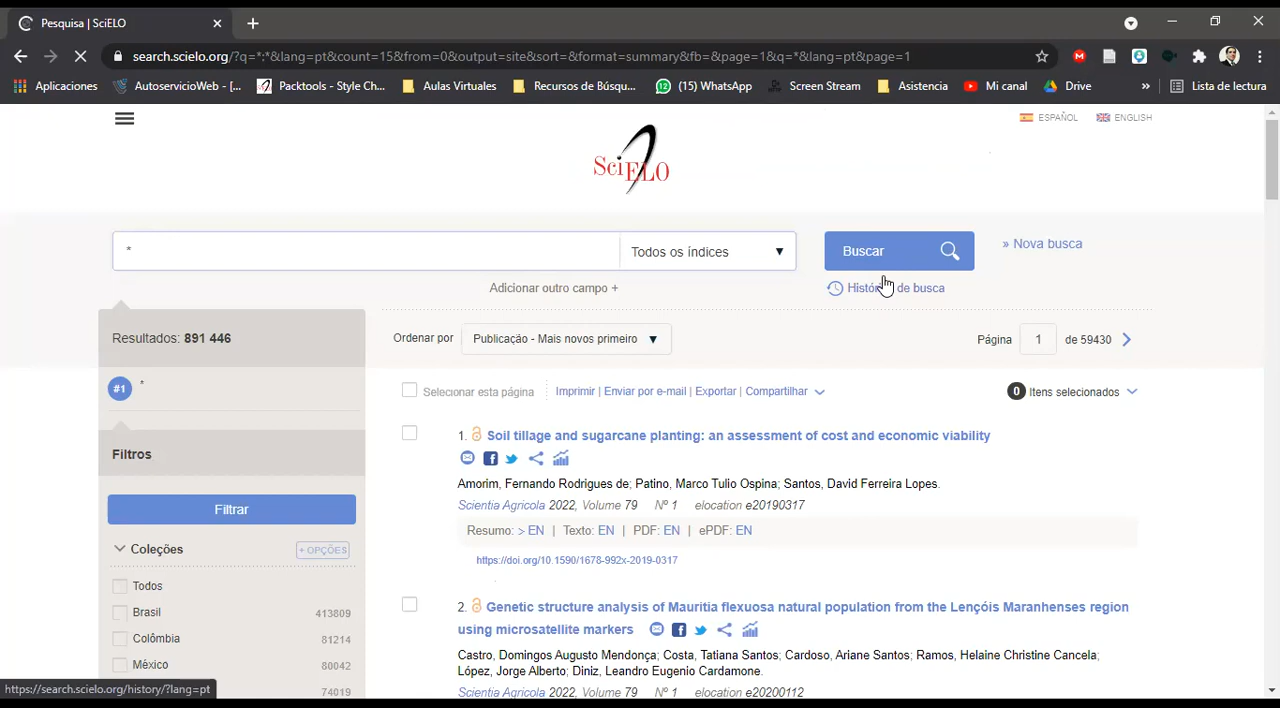 Pesquisa | SciELO
search.scielo.org/?q=*:*&lang=pt&count=15&from=0&output=site&sort=&format=summary&fb=&page=1&q=*&lang=pt&page=1
Aplicaciones AutoservicioWeb - [... Packtools - Style Ch... Aulas Virtuales Recursos de Búsqu... (15) WhatsApp Screen Stream Asistencia Mi canal Drive » Lista de lectura
ESPAÑOL ENGLISH
SciELO
* Todos os índices Buscar » Nova busca
Adicionar outro campo + Histórico de busca
Resultados: 891 446
Ordenar por Publicação - Mais novos primeiro Página 1 de 59430
#1 *
Selecionar esta página Imprimir | Enviar por e-mail | Exportar | Compartilhar 0 Itens selecionados
Filtros
Filtrar
Coleções + OPÇÕES
Todos
Brasil 413809
Colômbia 81214
México 80042
74019
1. Soil tillage and sugarcane planting: an assessment of cost and economic viability
Amorim, Fernando Rodrigues de; Patino, Marco Tulio Ospina; Santos, David Ferreira Lopes.
Scientia Agricola 2022, Volume 79 Nº 1 elocation e20190317
Resumo: > EN | Texto: EN | PDF: EN | ePDF: EN
https://doi.org/10.1590/1678-992x-2019-0317
2. Genetic structure analysis of Mauritia flexuosa natural population from the Lençóis Maranhenses region
using microsatellite markers
Castro, Domingos Augusto Mendonça; Costa, Tatiana Santos; Cardoso, Ariane Santos; Ramos, Helaine Christine Cancela;
López, Jorge Alberto; Diniz, Leandro Eugenio Cardamone.
Scientia Agricola 2022, Volume 79 Nº 1 elocation e20200112
https://search.scielo.org/history/?lang=pt